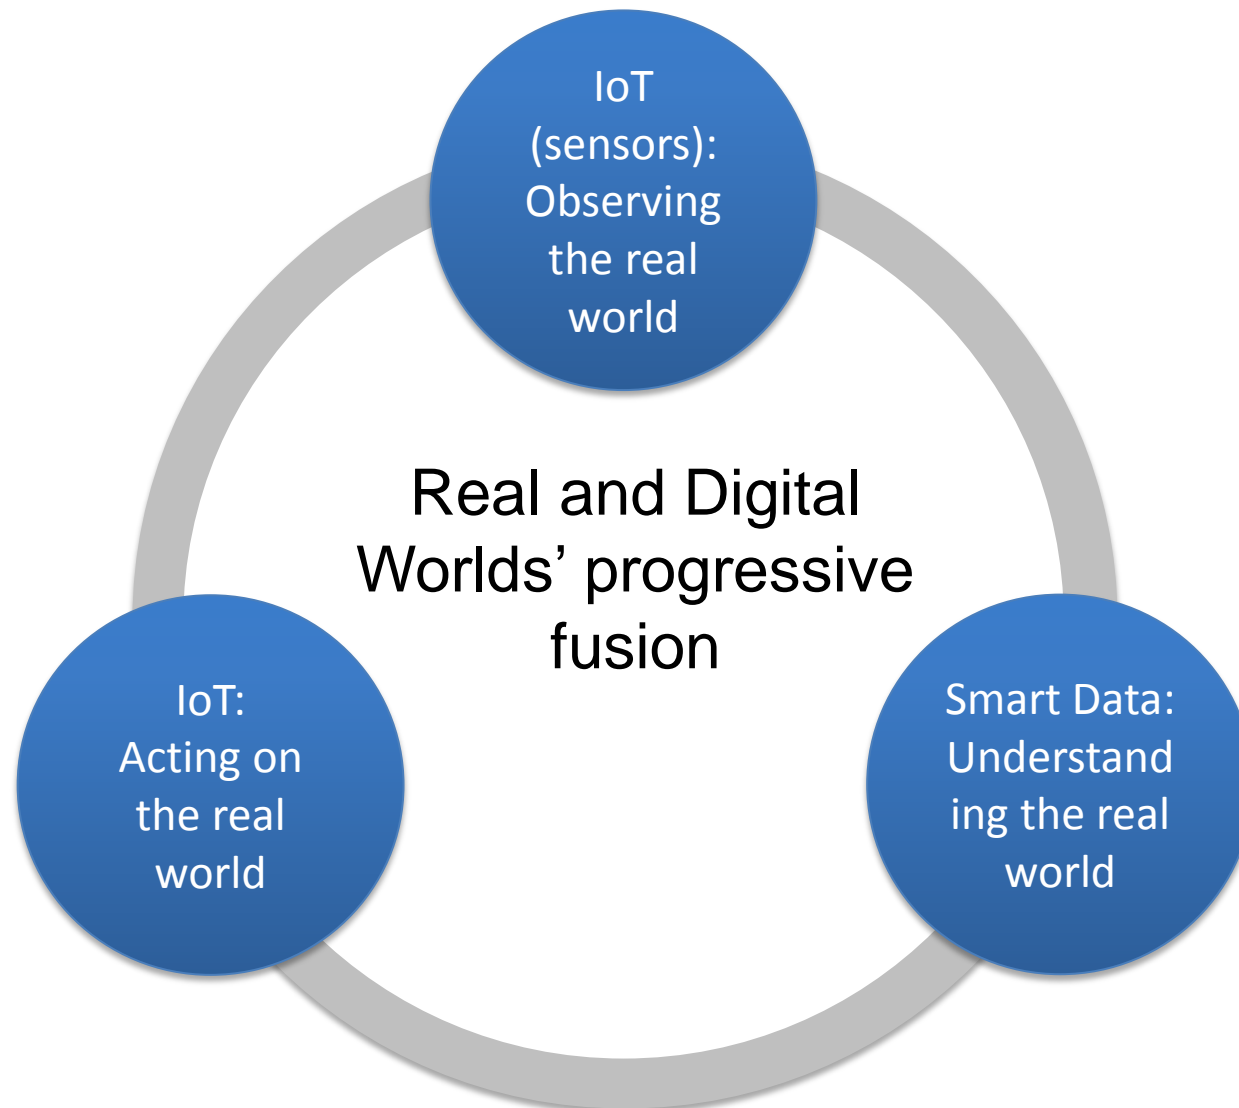 IoT
(sensors):
Observing
the real
world
Real and Digital
Worlds’ progressive
fusion
IoT:
Acting on
the real
world
Smart Data:
Understand
ing the real
world